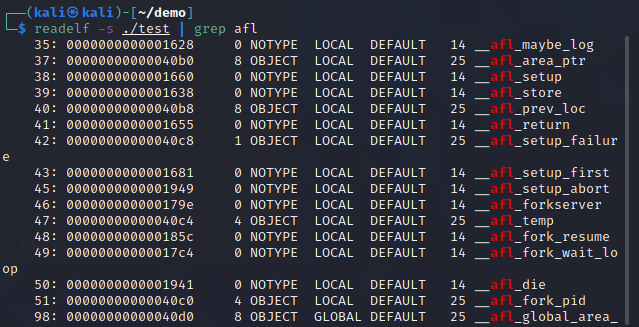 ┌──(kali㉿kali)-[~/demo]
└─$ readelf -s ./test | grep afl
35: 0000000000001628 0 NOTYPE LOCAL DEFAULT 14 __afl_maybe_log
37: 00000000000040b0 8 OBJECT LOCAL DEFAULT 25 __afl_area_ptr
38: 0000000000001660 0 NOTYPE LOCAL DEFAULT 14 __afl_setup
39: 0000000000001638 0 NOTYPE LOCAL DEFAULT 14 __afl_store
40: 00000000000040b8 8 OBJECT LOCAL DEFAULT 25 __afl_prev_loc
41: 0000000000001655 0 NOTYPE LOCAL DEFAULT 14 __afl_return
42: 00000000000040c8 1 OBJECT LOCAL DEFAULT 25 __afl_setup_failur
e
43: 0000000000001681 0 NOTYPE LOCAL DEFAULT 14 __afl_setup_first
45: 0000000000001949 0 NOTYPE LOCAL DEFAULT 14 __afl_setup_abort
46: 000000000000179e 0 NOTYPE LOCAL DEFAULT 14 __afl_forkserver
47: 00000000000040c4 4 OBJECT LOCAL DEFAULT 25 __afl_temp
48: 000000000000185c 0 NOTYPE LOCAL DEFAULT 14 __afl_fork_resume
49: 00000000000017c4 0 NOTYPE LOCAL DEFAULT 14 __afl_fork_wait_lo
op
50: 0000000000001941 0 NOTYPE LOCAL DEFAULT 14 __afl_die
51: 00000000000040c0 4 OBJECT LOCAL DEFAULT 25 __afl_fork_pid
98: 00000000000040d0 8 OBJECT GLOBAL DEFAULT 25 __afl_global_area_